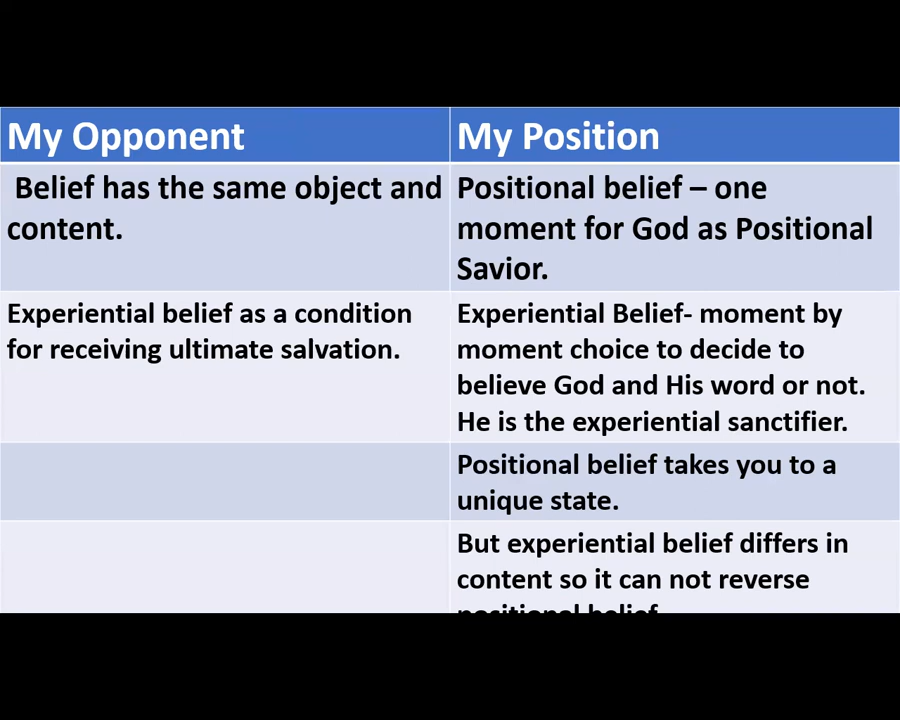 My Opponent
My Position
Belief has the same object and
content.
Positional belief – one
moment for God as Positional
Savior.
Experiential belief as a condition
for receiving ultimate salvation.
Experiential Belief- moment by
moment choice to decide to
believe God and His word or not.
He is the experiential sanctifier.
Positional belief takes you to a
unique state.
But experiential belief differs in
content so it can not reverse
positional belief